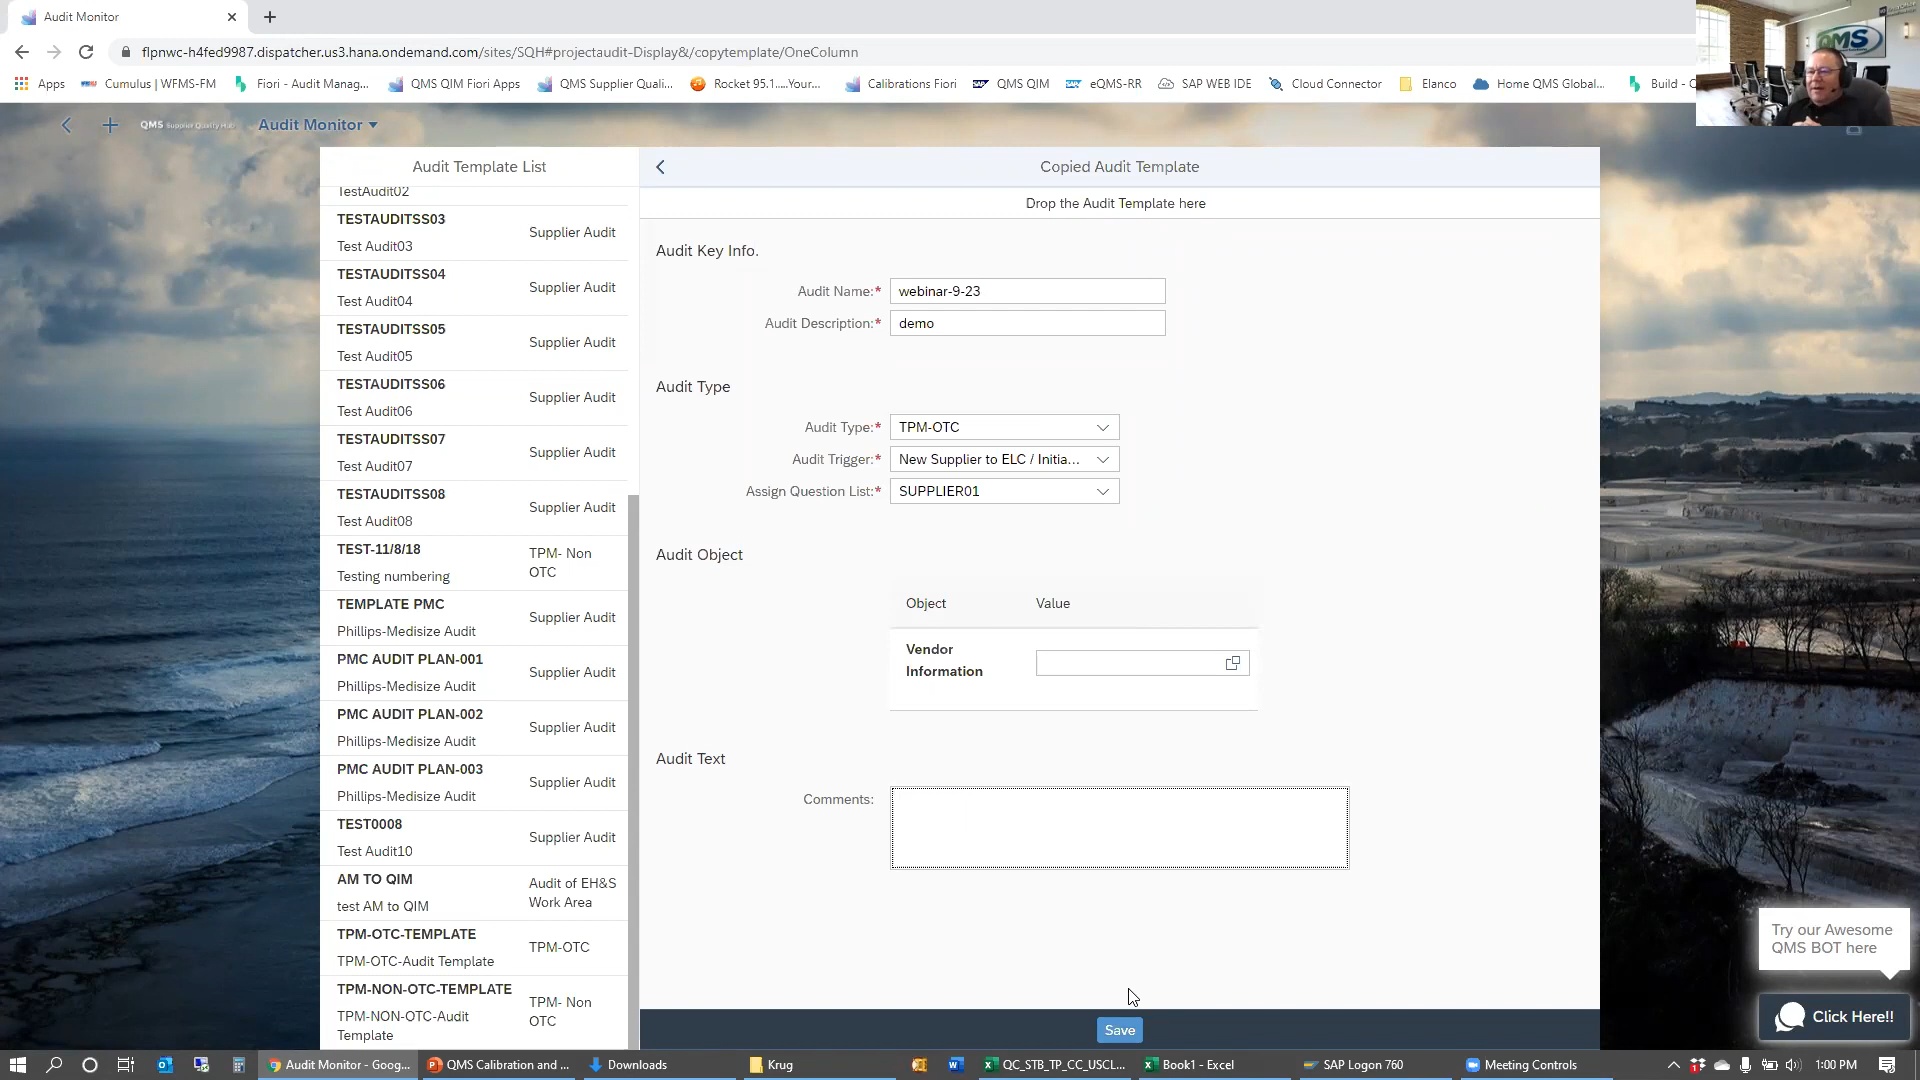 Audit Monitor
flpnwc-h4fed9987.dispatcher.us3.hana.ondemand.com/sites/SQH#projectaudit-Display&/copytemplate/OneColumn
Apps
Cumulus | WFMS-FM
Fiori - Audit Manag...
QMS QIM Fiori Apps
QMS Supplier Quali...
Rocket 95.1.....Your...
Calibrations Fiori
QMS QIM
eQMS-RR
SAP WEB IDE
Cloud Connector
Elanco
Home QMS Global...
Build - C
QMS
QMS Supplier Quality Hub
Audit Monitor
Audit Template List
TestAudit02
TESTAUDITSS03
Supplier Audit
Test Audit03
TESTAUDITSS04
Supplier Audit
Test Audit04
TESTAUDITSS05
Supplier Audit
Test Audit05
TESTAUDITSS06
Supplier Audit
Test Audit06
TESTAUDITSS07
Supplier Audit
Test Audit07
TESTAUDITSS08
Supplier Audit
Test Audit08
TEST-11/8/18
TPM- Non
OTC
Testing numbering
TEMPLATE PMC
Supplier Audit
Phillips-Medisize Audit
PMC AUDIT PLAN-001
Supplier Audit
Phillips-Medisize Audit
PMC AUDIT PLAN-002
Supplier Audit
Phillips-Medisize Audit
PMC AUDIT PLAN-003
Supplier Audit
Phillips-Medisize Audit
TEST0008
Supplier Audit
Test Audit10
AM TO QIM
Audit of EH&S
Work Area
test AM to QIM
TPM-OTC-TEMPLATE
TPM-OTC
TPM-OTC-Audit Template
TPM-NON-OTC-TEMPLATE
TPM- Non
OTC
TPM-NON-OTC-Audit
Template
Copied Audit Template
Drop the Audit Template here
Audit Key Info.
Audit Name:* webinar-9-23
Audit Description:* demo
Audit Type
Audit Type:* TPM-OTC
Audit Trigger:* New Supplier to ELC / Initia...
Assign Question List:* SUPPLIER01
Audit Object
Object Value
Vendor
Information
Audit Text
Comments:
Save
Try our Awesome
QMS BOT here
Click Here!!
Audit Monitor - Goog...
QMS Calibration and ...
Downloads
Krug
QC_STB_TP_CC_USCL...
Book1 - Excel
SAP Logon 760
Meeting Controls
1:00 PM